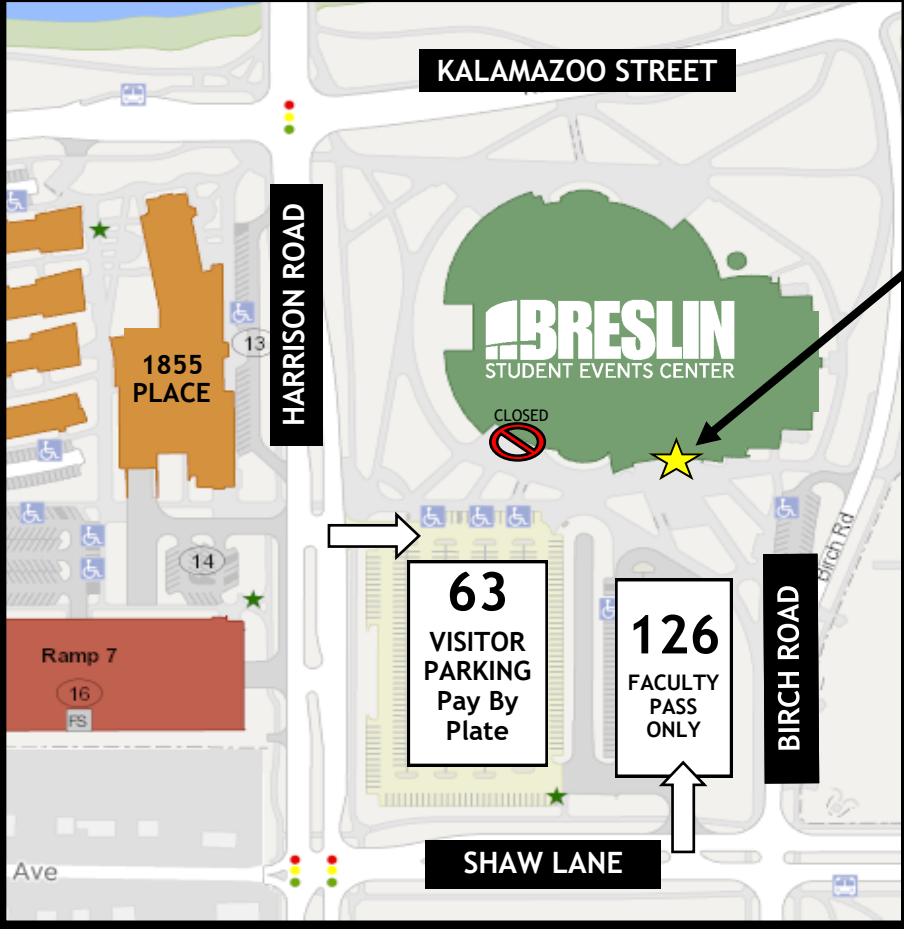 KALAMAZOO STREET
HARRISON ROAD
BRESLIN
STUDENT EVENTS CENTER
13
1855
PLACE
CLOSED
Birch Rd
14
63
VISITOR
PARKING
Pay By
Plate
126
FACULTY
PASS
ONLY
BIRCH ROAD
Ramp 7
16
FS
SHAW LANE
Ave